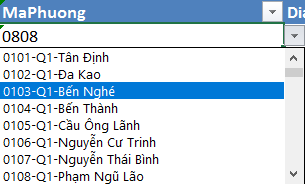 MaPhuong
0808
0101-Q1-Tân Định
0102-Q1-Đa Kao
0103-Q1-Bến Nghé
0104-Q1-Bến Thành
0105-Q1-Cầu Ông Lãnh
0106-Q1-Nguyễn Cư Trinh
0107-Q1-Nguyễn Thái Bình
0108-Q1-Phạm Ngũ Lão